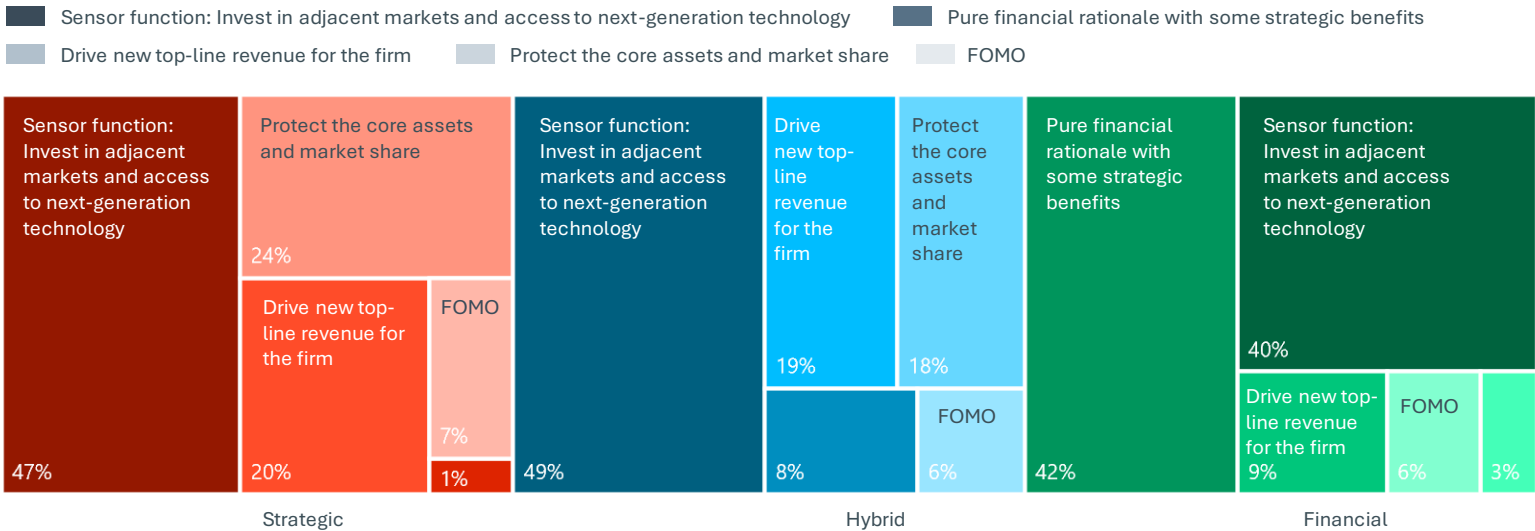 Sensor function: Invest in adjacent markets and access to next-generation technology
Pure financial rationale with some strategic benefits
Drive new top-line revenue for the firm
Protect the core assets and market share
FOMO
Sensor function:
Invest in adjacent
markets and access
to next-generation
technology
47%
Protect the core assets
and market share
24%
Drive new top-
line revenue for
the firm
20%
FOMO
7%
1%
Sensor function:
Invest in adjacent
markets and access
to next-generation
technology
49%
Drive
new top-
line
revenue
for the
firm
19%
Protect
the core
assets
and
market
share
18%
8%
FOMO
6%
Pure financial
rationale with
some strategic
benefits
42%
Sensor function:
Invest in adjacent
markets and access
to next-generation
technology
40%
Drive new top-
line revenue
for the firm
9%
FOMO
6%
3%
Strategic
Hybrid
Financial